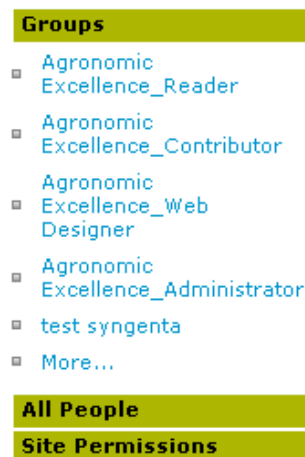 Groups
Agronomic
Excellence_Reader
Agronomic
Excellence_Contributor
Agronomic
Excellence_Web
Designer
Agronomic
Excellence_Administrator
test syngenta
More...
All People
Site Permissions